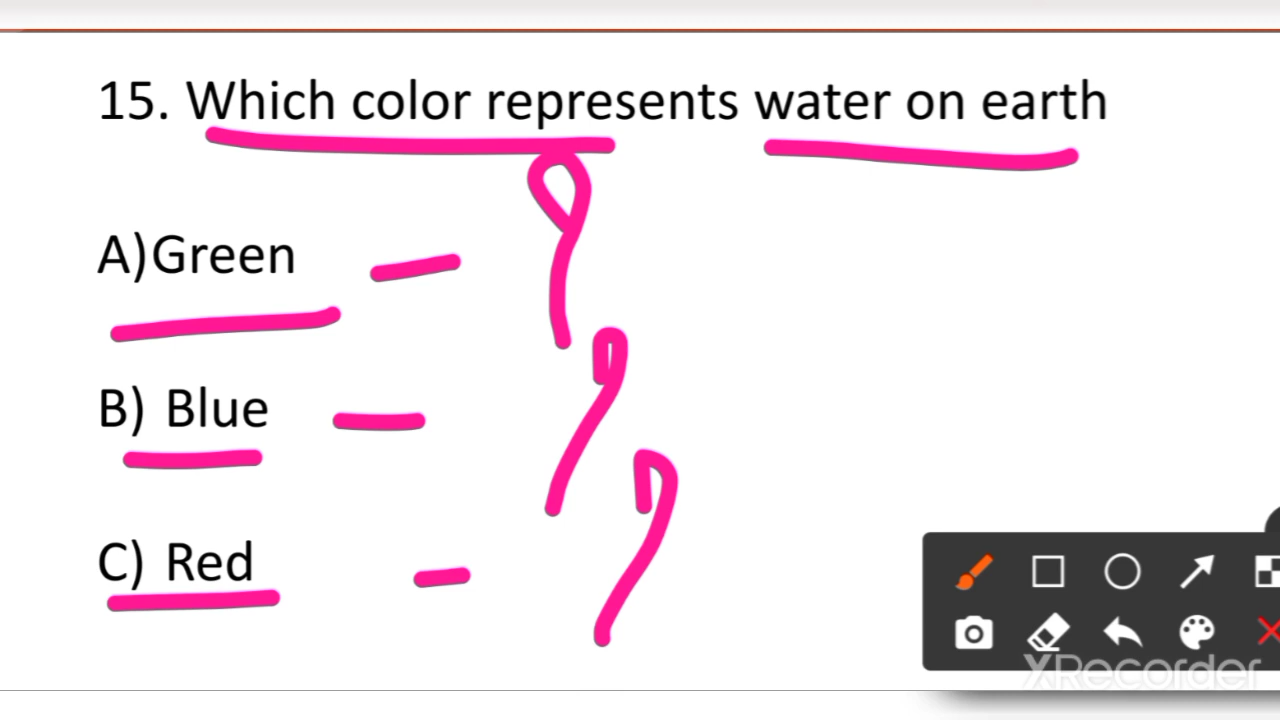 15. Which color represents water on earth
A)Green
B) Blue
C) Red
XRecorder